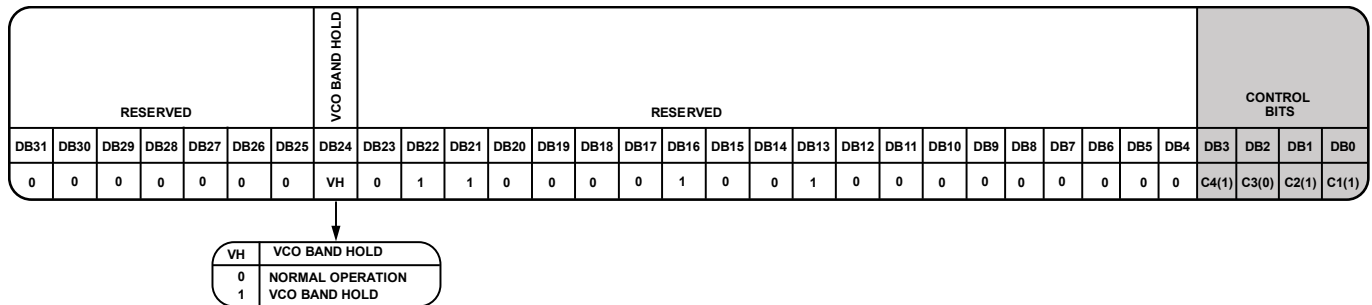 RESERVED
VCO BAND HOLD
RESERVED
CONTROL
BITS
DB31 DB30 DB29 DB28 DB27 DB26 DB25 DB24 DB23 DB22 DB21 DB20 DB19 DB18 DB17 DB16 DB15 DB14 DB13 DB12 DB11 DB10 DB9 DB8 DB7 DB6 DB5 DB4 DB3 DB2 DB1 DB0
0 0 0 0 0 0 0 VH 0 1 1 0 0 0 0 1 0 0 1 0 0 0 0 0 0 0 0 0 C4(1) C3(0) C2(1) C1(1)
VH VCO BAND HOLD
0 NORMAL OPERATION
1 VCO BAND HOLD